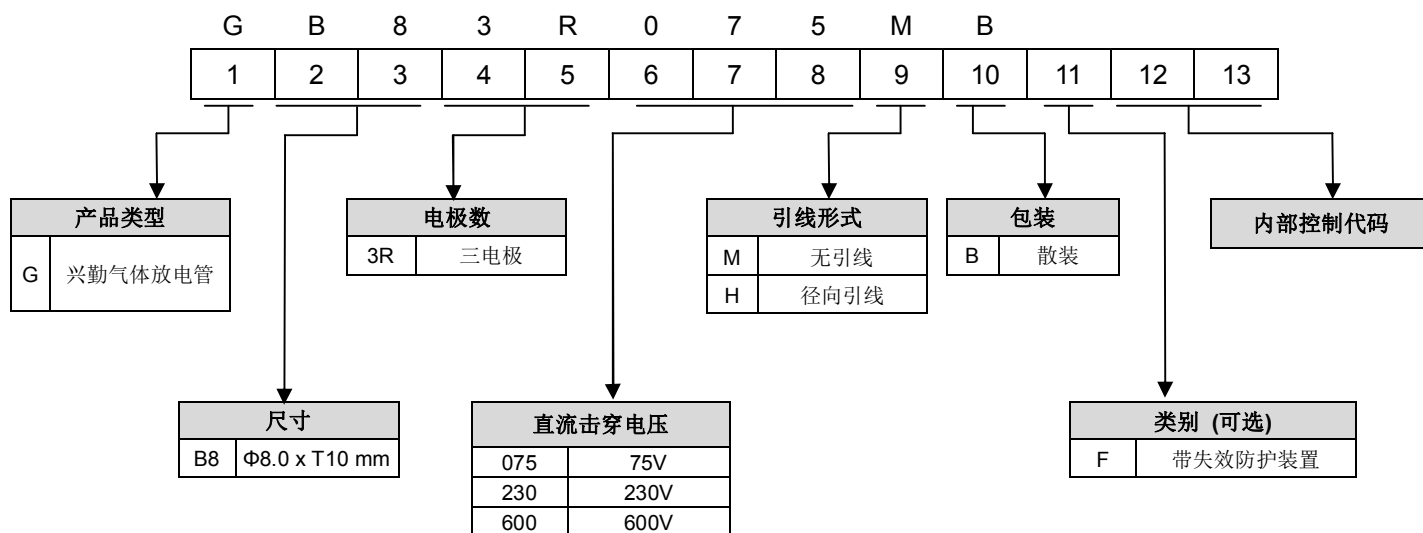 G B 8 3 R 0 7 5 M B
1 2 3 4 5 6 7 8 9 10 11 12 13
产品类型
G 兴勤气体放电管
电极数
3R 三电极
引线形式
M 无引线
H 径向引线
包装
B 散装
内部控制代码
尺寸
B8 Φ8.0 x T10 mm
直流击穿电压
075 75V
230 230V
600 600V
类别 (可选)
F 带失效防护装置